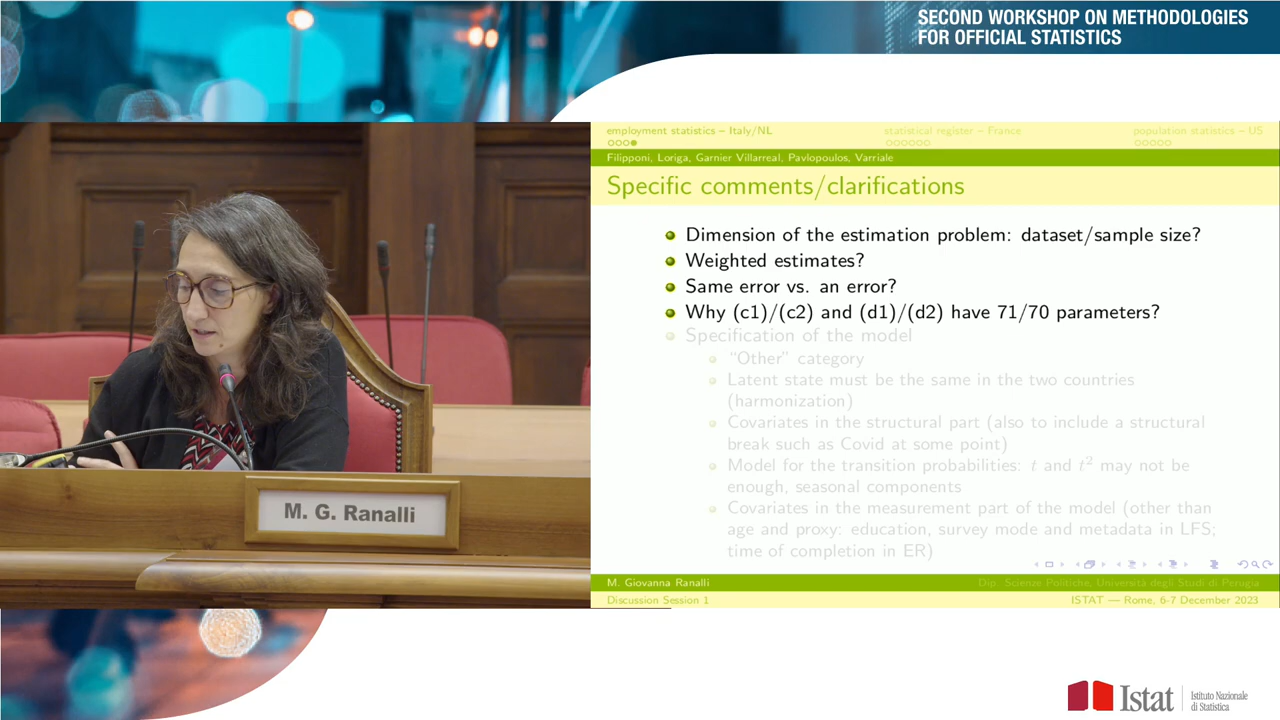 SECOND WORKSHOP ON METHODOLOGIES
FOR OFFICIAL STATISTICS
employment statistics – Italy/NL
statistical register – France
population statistics – US
Filipponi, Loriga, Garnier Villarreal, Pavlopoulos, Varriale
Specific comments/clarifications
Dimension of the estimation problem: dataset/sample size?
Weighted estimates?
Same error vs. an error?
Why (c1)/(c2) and (d1)/(d2) have 71/70 parameters?
Specification of the model
"Other" category
Latent state must be the same in the two countries
(harmonization)
Covariates in the structural part (also to include a structural
break such as Covid at some point)
Model for the transition probabilities: t and t² may not be
enough, seasonal components
Covariates in the measurement part of the model (other than
age and proxy: education, survey mode and metadata in LFS;
time of completion in ER)
M. Giovanna Ranalli
Dip. Scienze Politiche, Università degli Studi di Perugia
Discussion Session 1
ISTAT — Rome, 6-7 December 2023
M. G. Ranalli
Istat
Istituto Nazionale
di Statistica